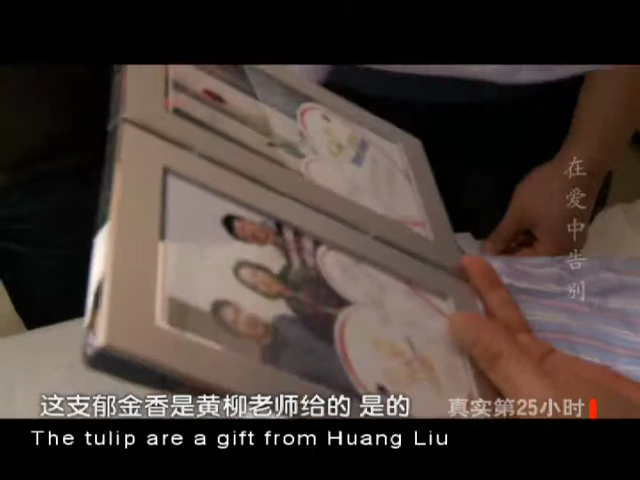 在爱中告别
这支郁金香是黄柳老师给的 是的
真实第25小时
The tulip are a gift from Huang Liu